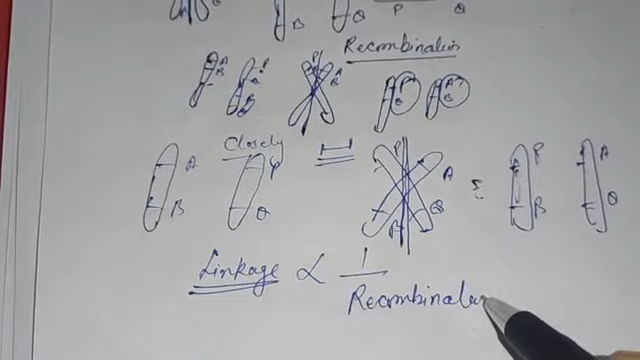 B Q P Q
Recombination
A B P Q P A B P Q A B
Closely
A B P Q P A B Q P B A Q
Linkage ∝ 1
Recombination